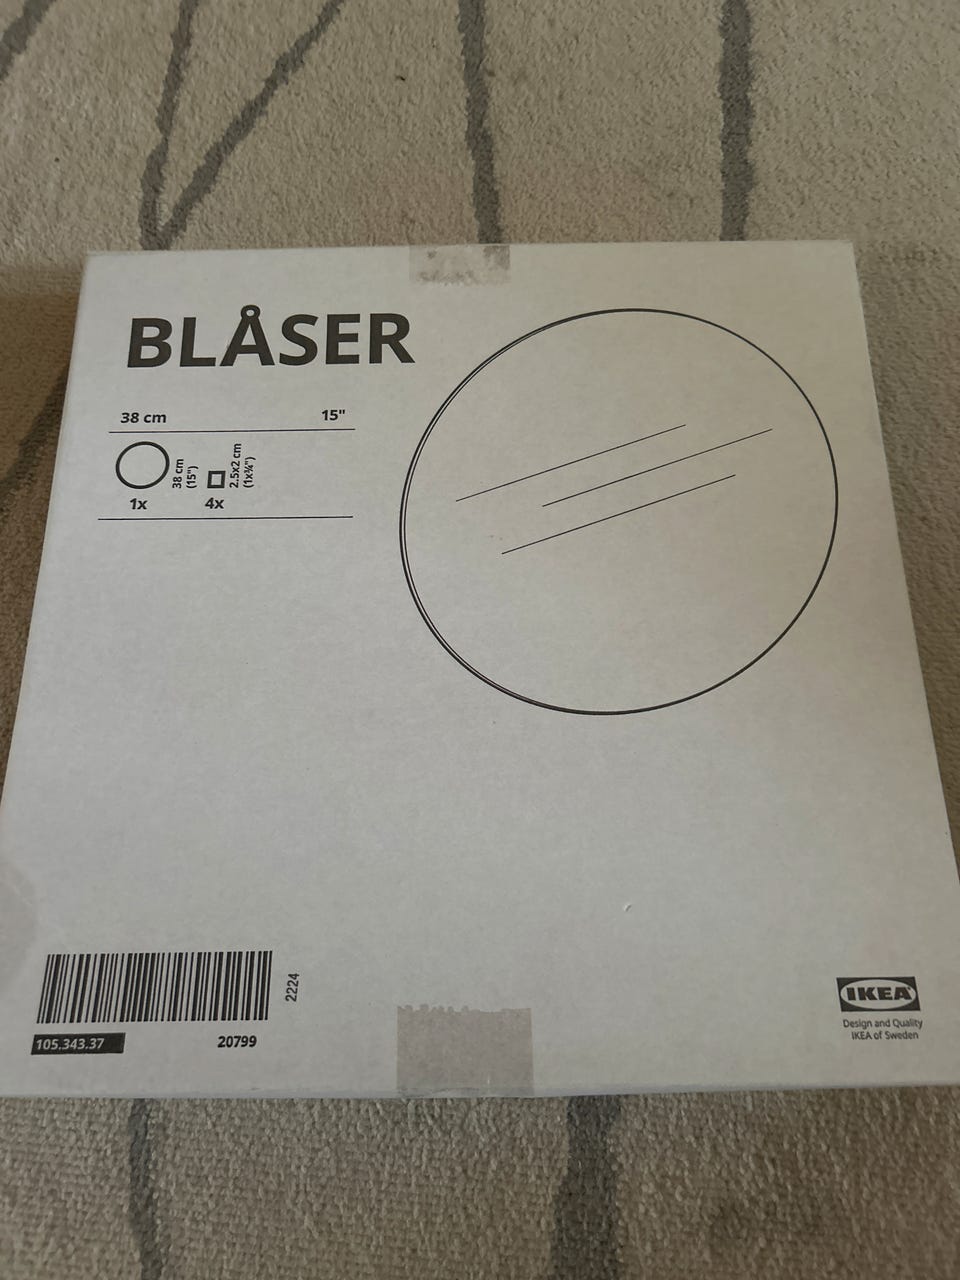 BLÅSER
38 cm 15"
38 cm
(15")
2.5x2 cm
(1x¾")
1x 4x
2224
105.343.37 20799
IKEA
Design and Quality
IKEA of Sweden